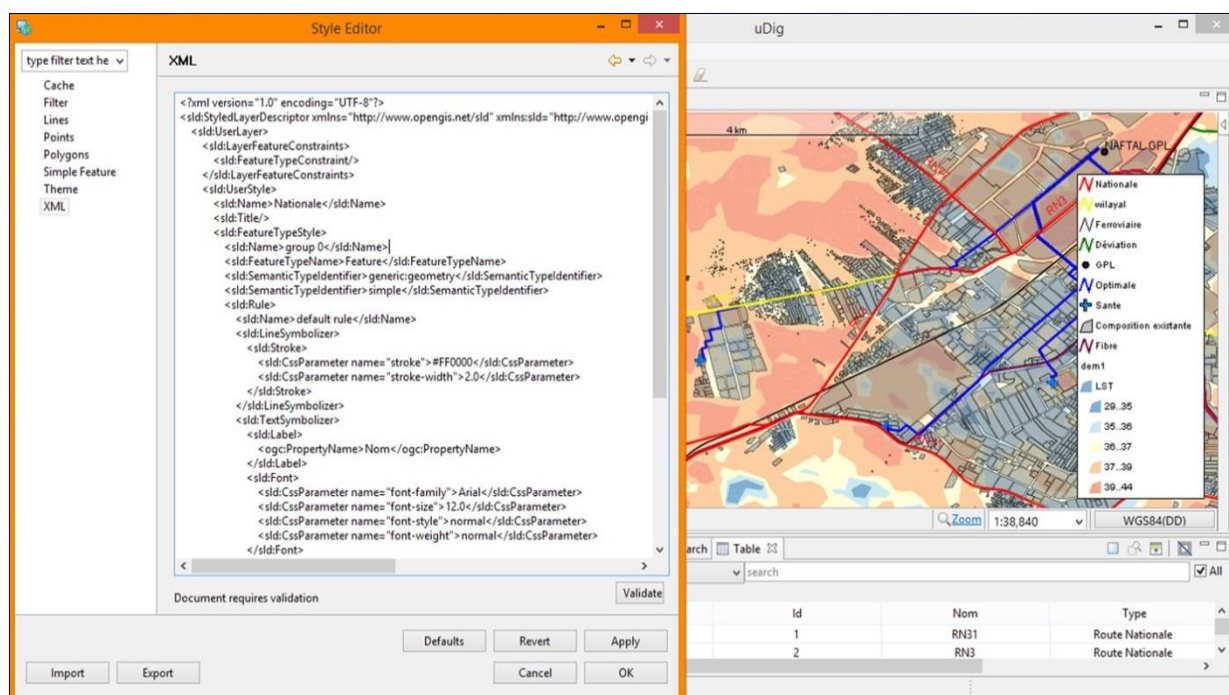 Style Editor
type filter text he
Cache
Filter
Lines
Points
Polygons
Simple Feature
Theme
XML
XML
<?xml version="1.0" encoding="UTF-8"?>
<sld:StyledLayerDescriptor xmlns="http://www.opengis.net/sld" xmlns:sld="http://www.opengi
<sld:UserLayer>
<sld:LayerFeatureConstraints>
<sld:FeatureTypeConstraint/>
</sld:LayerFeatureConstraints>
<sld:UserStyle>
<sld:Name>Nationale</sld:Name>
<sld:Title/>
<sld:FeatureTypeStyle>
<sld:Name>group 0</sld:Name>
<sld:FeatureTypeName>Feature</sld:FeatureTypeName>
<sld:SemanticTypeIdentifier>generic:geometry</sld:SemanticTypeIdentifier>
<sld:SemanticTypeIdentifier>simple</sld:SemanticTypeIdentifier>
<sld:Rule>
<sld:Name>default rule</sld:Name>
<sld:LineSymbolizer>
<sld:Stroke>
<sld:CssParameter name="stroke">#FF0000</sld:CssParameter>
<sld:CssParameter name="stroke-width">2.0</sld:CssParameter>
</sld:Stroke>
</sld:LineSymbolizer>
<sld:TextSymbolizer>
<sld:Label>
<ogc:PropertyName>Nom</ogc:PropertyName>
</sld:Label>
<sld:Font>
<sld:CssParameter name="font-family">Arial</sld:CssParameter>
<sld:CssParameter name="font-size">12.0</sld:CssParameter>
<sld:CssParameter name="font-style">normal</sld:CssParameter>
<sld:CssParameter name="font-weight">normal</sld:CssParameter>
</sld:Font>
Document requires validation
Validate
Defaults
Revert
Apply
Import
Export
Cancel
OK
uDig
4 km
NAFTAL GPL
RN3
Nationale
wilayal
Ferroviaire
Déviation
GPL
Optimale
Sante
Composition existante
Fibre
dem1
LST
29..35
35..36
36..37
37..39
39..44
Zoom
1:38,840
WGS84(DD)
arch
Table
search
All
Id Nom Type
1 RN31 Route Nationale
2 RN3 Route Nationale